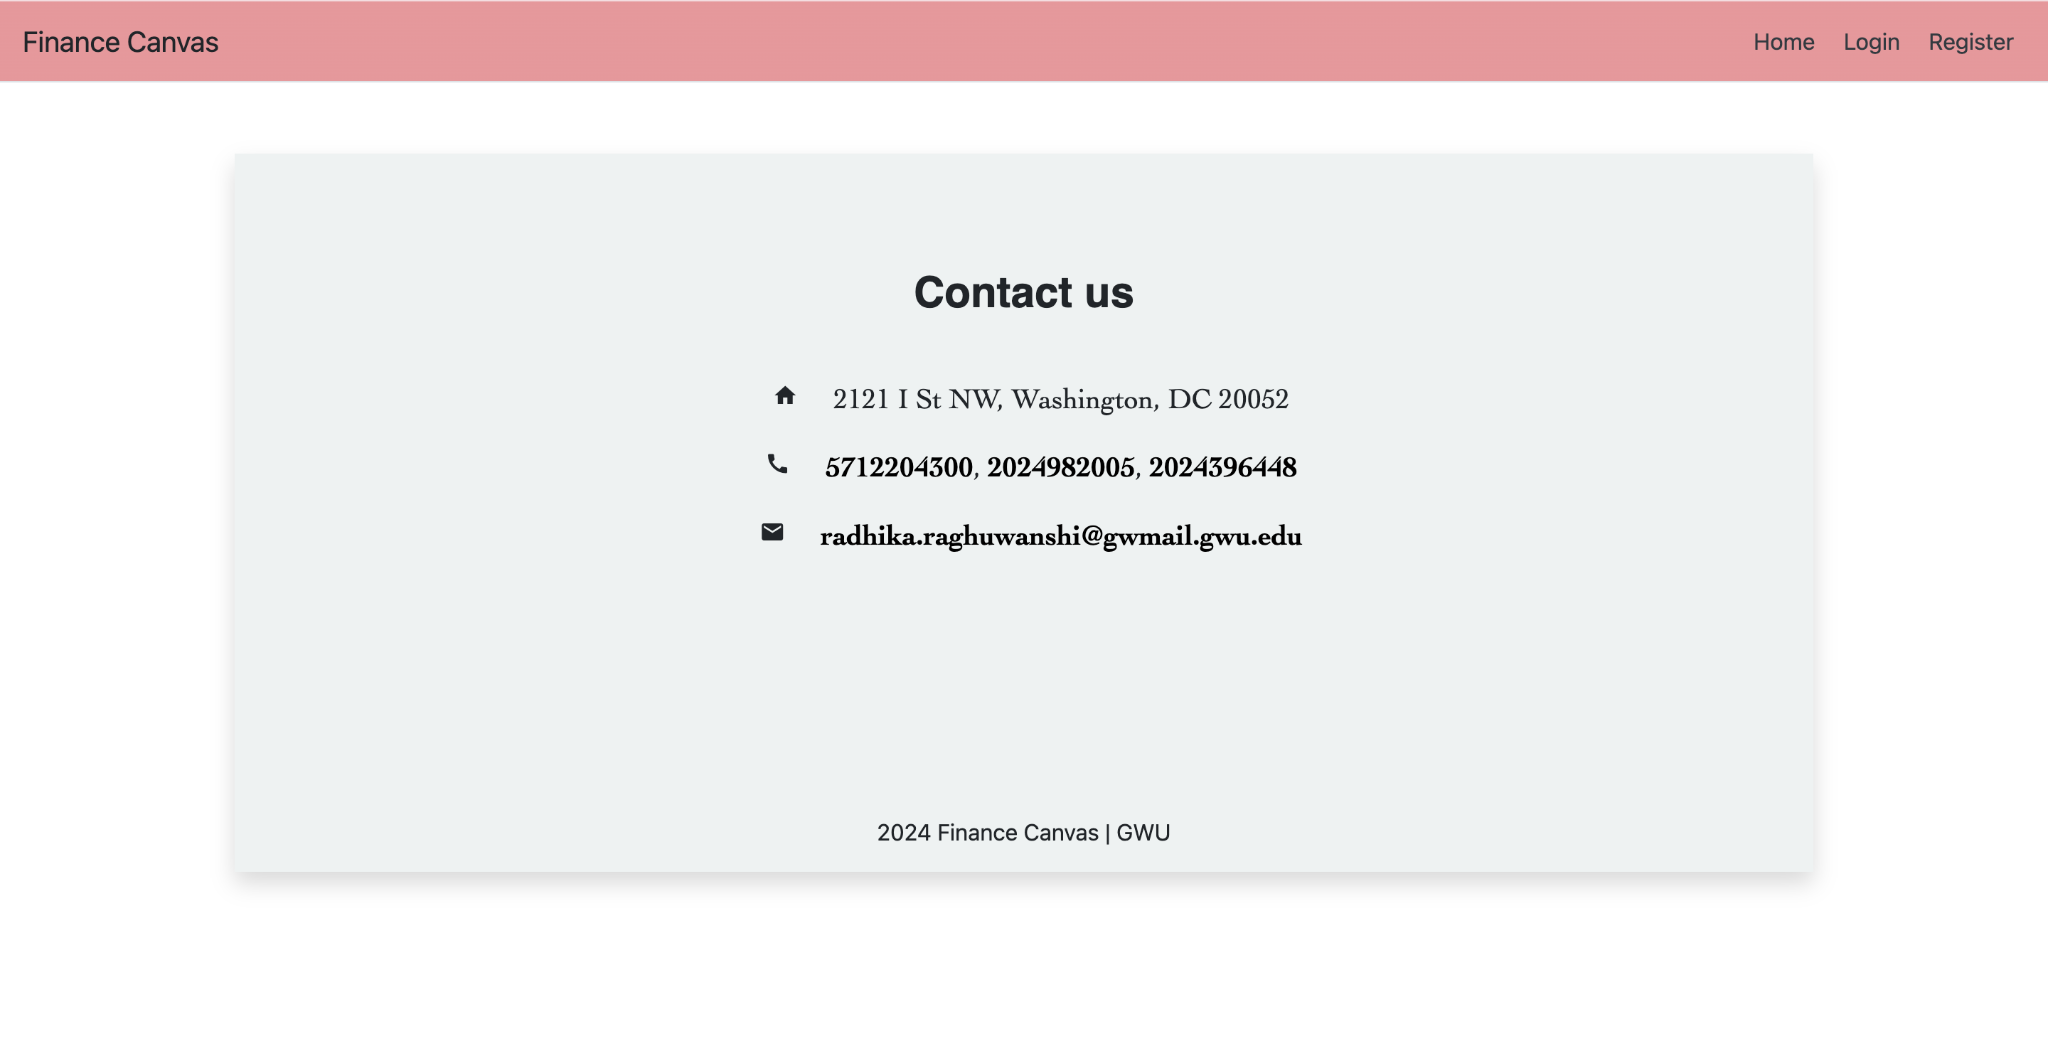 Finance Canvas
Home Login Register
Contact us
2121 I St NW, Washington, DC 20052
5712204300, 2024982005, 2024396448
radhika.raghuwanshi@gwmail.gwu.edu
2024 Finance Canvas | GWU